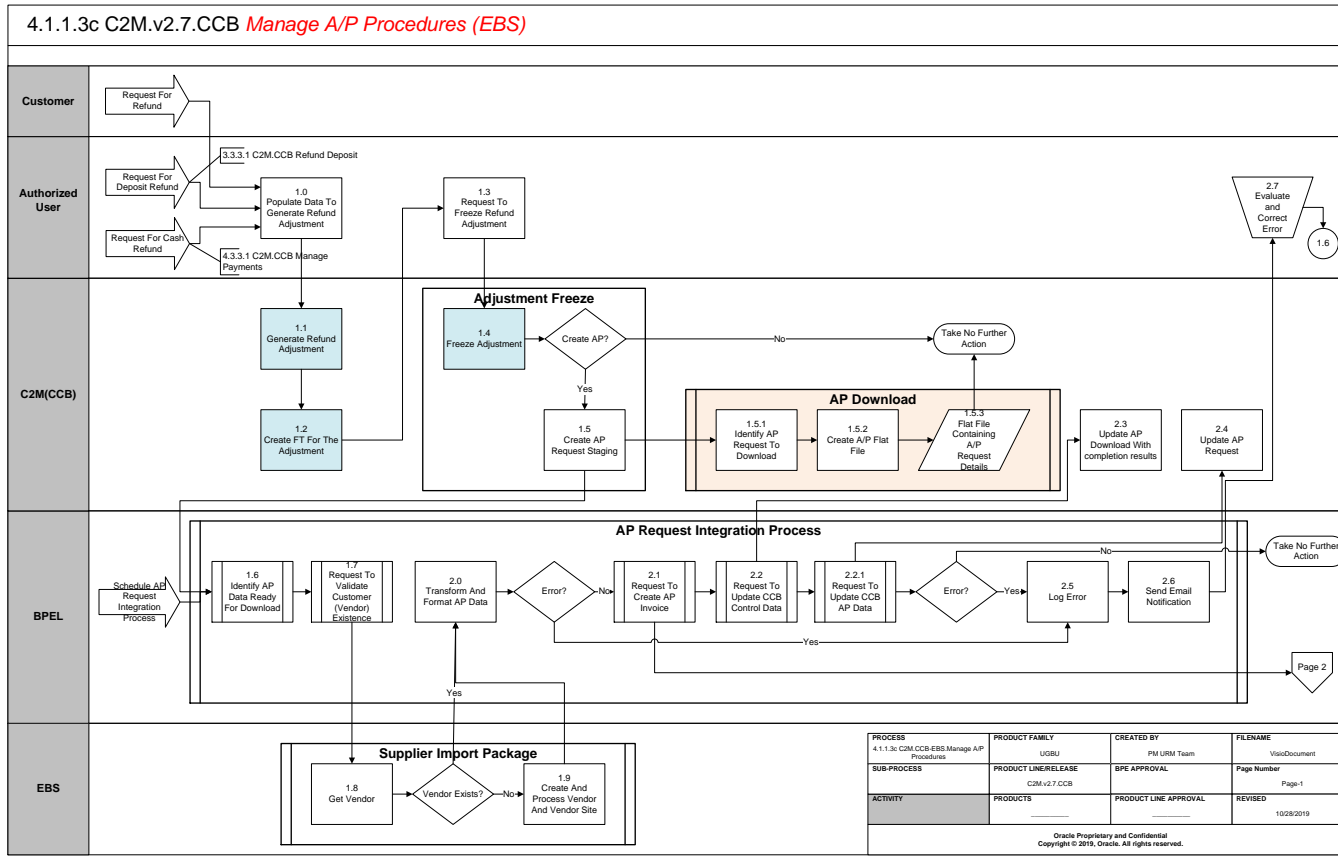 4.1.1.3c C2M.v2.7.CCB Manage A/P Procedures (EBS)
Customer
Request For
Refund
Authorized
User
Request For
Deposit Refund
3.3.3.1 C2M.CCB Refund Deposit
Request For Cash
Refund
4.3.3.1 C2M.CCB Manage
Payments
1.0
Populate Data To
Generate Refund
Adjustment
1.3
Request To
Freeze Refund
Adjustment
2.7
Evaluate
and
Correct
Error
1.6
C2M(CCB)
1.1
Generate Refund
Adjustment
1.2
Create FT For The
Adjustment
Adjustment Freeze
1.4
Freeze Adjustment
Create AP?
No
Yes
Take No Further
Action
1.5
Create AP
Request Staging
AP Download
1.5.1
Identify AP
Request To
Download
1.5.2
Create A/P Flat
File
1.5.3
Flat File
Containing
A/P
Request
Details
2.3
Update AP
Download With
completion results
2.4
Update AP
Request
BPEL
Schedule AP
Request
Integration
Process
AP Request Integration Process
1.6
Identify AP
Data Ready
For Download
1.7
Request To
Validate
Customer
(Vendor)
Existence
2.0
Transform And
Format AP Data
Error?
No
Yes
2.1
Request To
Create AP
Invoice
2.2
Request To
Update CCB
Control Data
2.2.1
Request To
Update CCB
AP Data
Error?
Yes
No
2.5
Log Error
2.6
Send Email
Notification
Take No Further
Action
Page 2
Yes
EBS
Supplier Import Package
1.8
Get Vendor
Vendor Exists?
No
1.9
Create And
Process Vendor
And Vendor Site
PROCESS
4.1.1.3c C2M.CCB-EBS.Manage A/P
Procedures
PRODUCT FAMILY
UGBU
CREATED BY
PM URM Team
FILENAME
VisioDocument
SUB-PROCESS
PRODUCT LINE/RELEASE
C2M.v2.7.CCB
BPE APPROVAL
Page Number
Page-1
ACTIVITY
PRODUCTS
PRODUCT LINE APPROVAL
REVISED
10/28/2019
Oracle Proprietary and Confidential
Copyright © 2019, Oracle. All rights reserved.